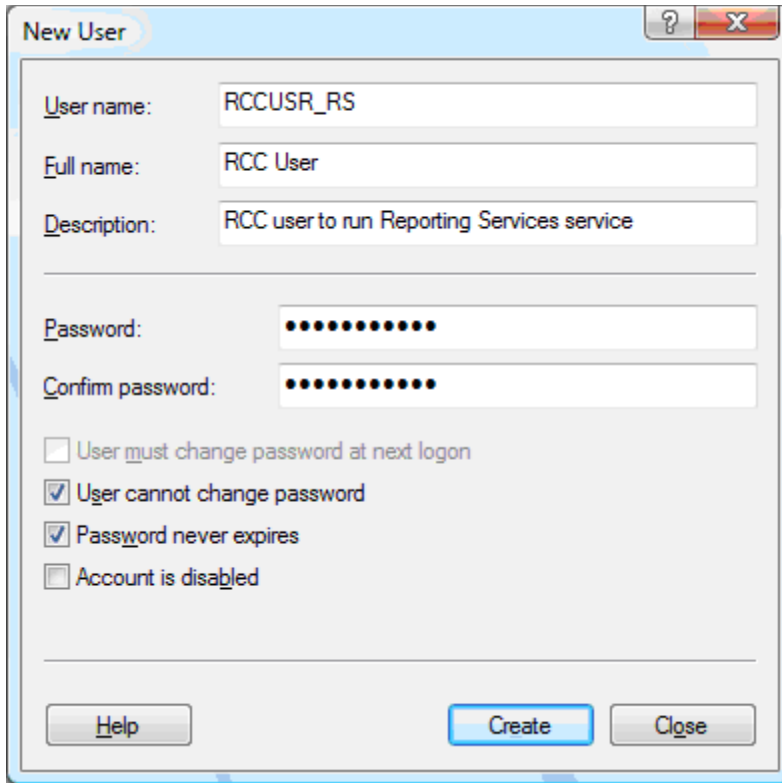 New User
User name: RCCUSR_RS
Full name: RCC User
Description: RCC user to run Reporting Services service
Password: ●●●●●●●●●●●
Confirm password: ●●●●●●●●●●●
User must change password at next logon
User cannot change password
Password never expires
Account is disabled
Help Create Close